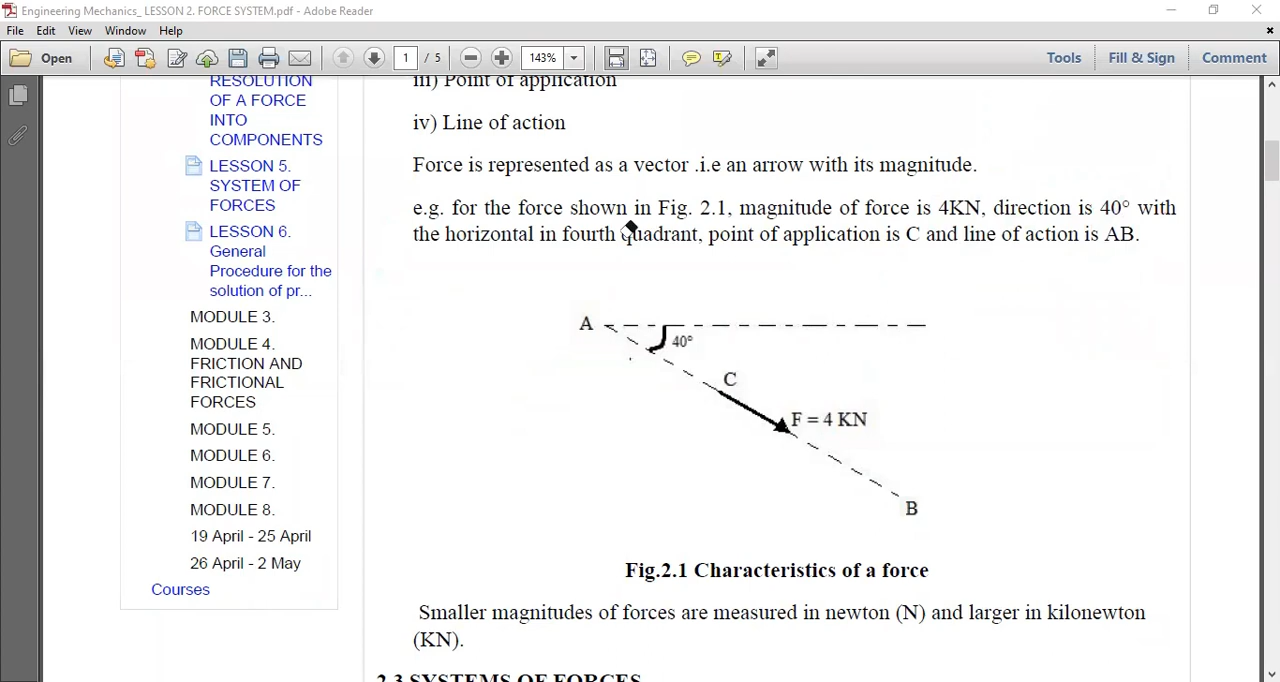 Engineering Mechanics_ LESSON 2. FORCE SYSTEM.pdf - Adobe Reader
File Edit View Window Help
Open 1 / 5 143% Tools Fill & Sign Comment
RESOLUTION
OF A FORCE
INTO
COMPONENTS
LESSON 5.
SYSTEM OF
FORCES
LESSON 6.
General
Procedure for the
solution of pr...
MODULE 3.
MODULE 4.
FRICTION AND
FRICTIONAL
FORCES
MODULE 5.
MODULE 6.
MODULE 7.
MODULE 8.
19 April - 25 April
26 April - 2 May
Courses
iii) Point of application
iv) Line of action
Force is represented as a vector .i.e an arrow with its magnitude.
e.g. for the force shown in Fig. 2.1, magnitude of force is 4KN, direction is 40° with
the horizontal in fourth quadrant, point of application is C and line of action is AB.
A
40°
C
F = 4 KN
B
Fig.2.1 Characteristics of a force
Smaller magnitudes of forces are measured in newton (N) and larger in kilonewton
(KN).
2.3 SYSTEMS OF FORCES